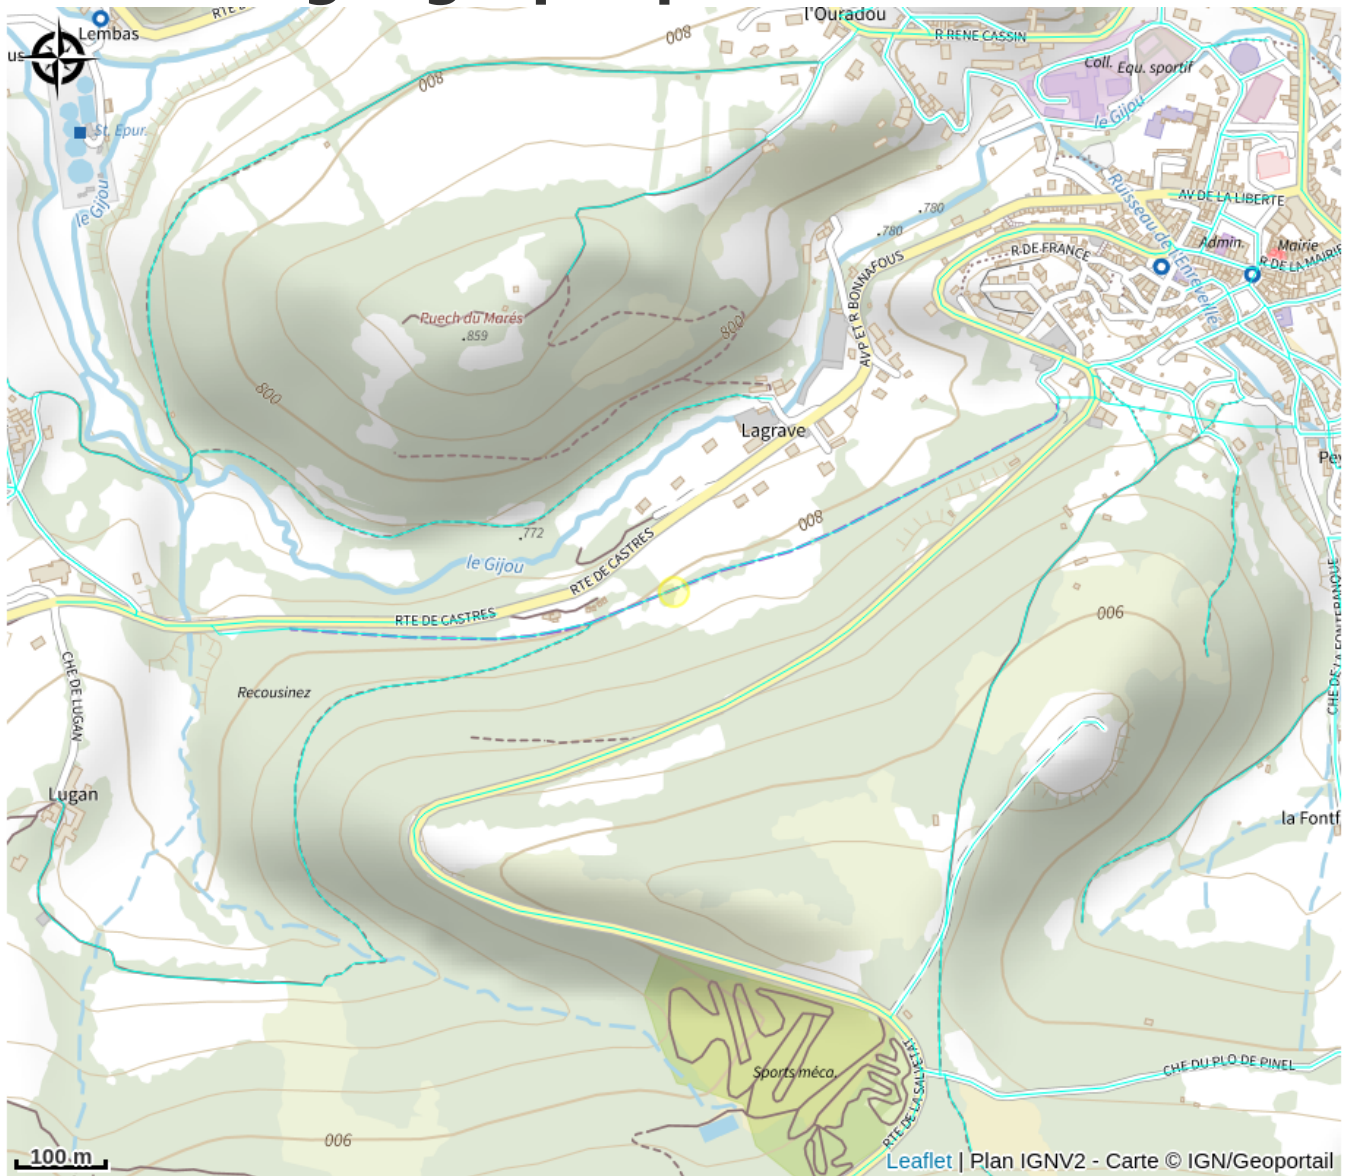 Lembas
l'Ouradou
R RENE CASSIN
008
008
Coll.
Equ. sportif
St. Epur.
le Gijou
le Gijou
Ruisseau de l'Enreveillé
AV DE LA LIBERTE
.780
.780
Admin.
Mairie
R DE FRANCE
R DE LA MAIRIE
AV P ET R BONNAFOUS
Puech du Marés
.859
800
800
Lagrave
008
.772
le Gijou
RTE DE CASTRES
RTE DE CASTRES
006
CHE DE LUGAN
Recousinez
CHE DE LA FONTFRANQUE
Lugan
la Fontf
Sports méca.
RTE DE LA SALVETAT
CHE DU PLO DE PINEL
006
100 m
Leaflet | Plan IGNV2 - Carte © IGN/Geoportail